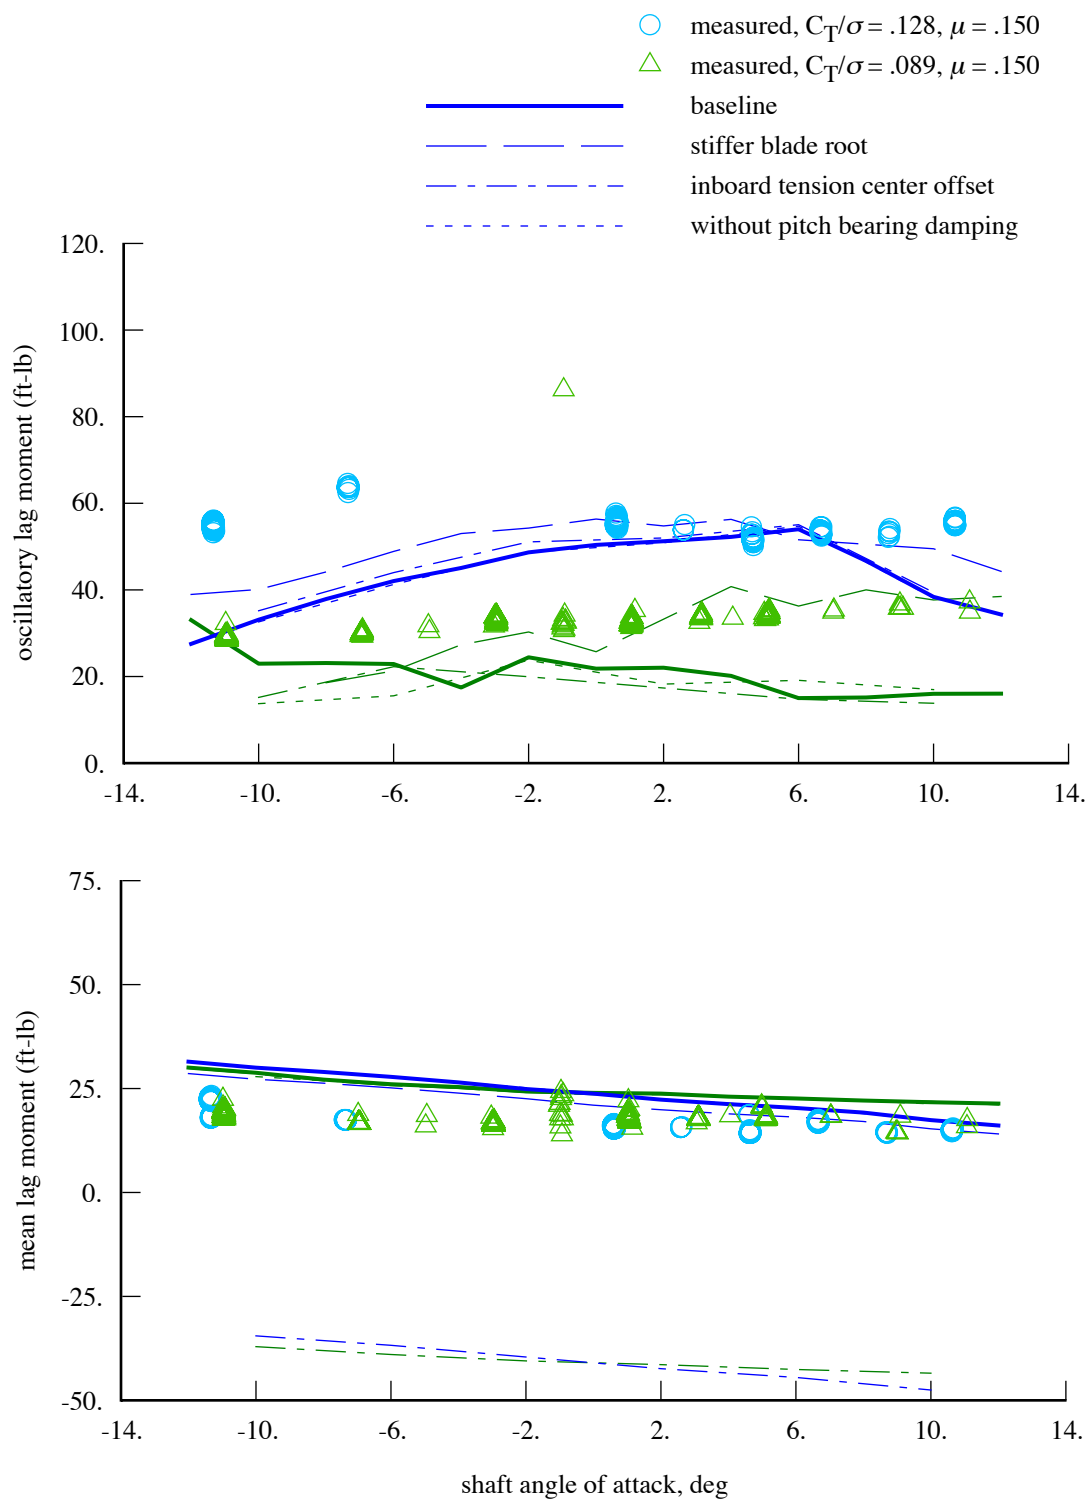 measured, C_T/σ = .128, μ = .150
measured, C_T/σ = .089, μ = .150
baseline
stiffer blade root
inboard tension center offset
without pitch bearing damping
120.
100.
80.
60.
40.
20.
0.
oscillatory lag moment (ft-lb)
-14. -10. -6. -2. 2. 6. 10. 14.
75.
50.
25.
0.
-25.
-50.
mean lag moment (ft-lb)
-14. -10. -6. -2. 2. 6. 10. 14.
shaft angle of attack, deg